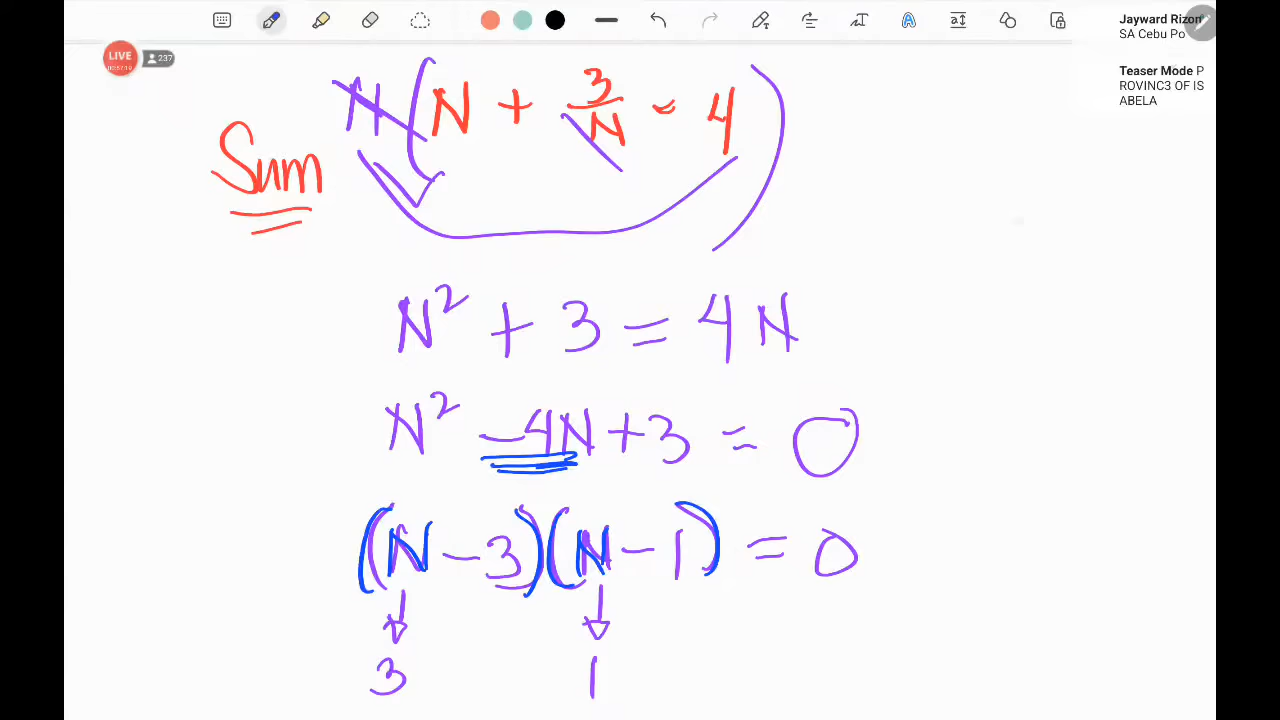 Jayward Rizon
SA Cebu Po
LIVE
237
Teaser Mode P
ROVINC3 OF IS
ABELA
N(N + 3/N = 4)
Sum
N² + 3 = 4N
N² - 4N + 3 = 0
(N - 3)(N - 1) = 0
3 1